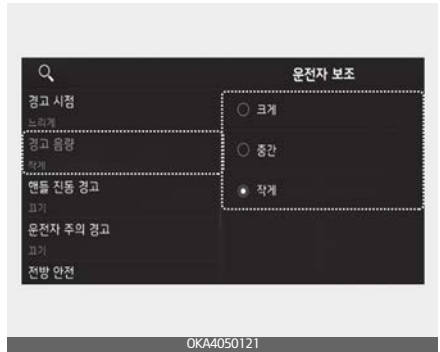 운전자 보조
경고 시점
느리게
경고 음량
작게
핸들 진동 경고
끄기
운전자 주의 경고
끄기
전방 안전
크게
중간
작게
OKA4050121